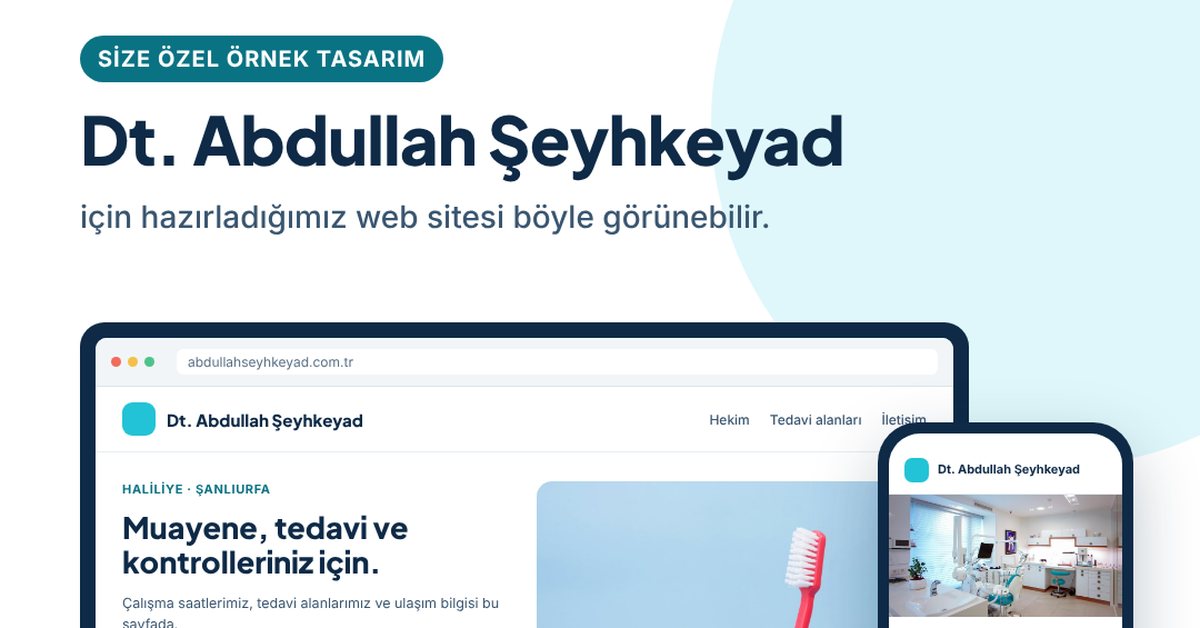 SİZE ÖZEL ÖRNEK TASARIM
Dt. Abdullah Şeyhkeyad
için hazırladığımız web sitesi böyle görünebilir.
abdullahseyhkeyad.com.tr
Dt. Abdullah Şeyhkeyad
Hekim Tedavi alanları İletişim
Dt. Abdullah Şeyhkeyad
HALİLİYE · ŞANLIURFA
Muayene, tedavi ve
kontrolleriniz için.
Çalışma saatlerimiz, tedavi alanlarımız ve ulaşım bilgisi bu
sayfada.